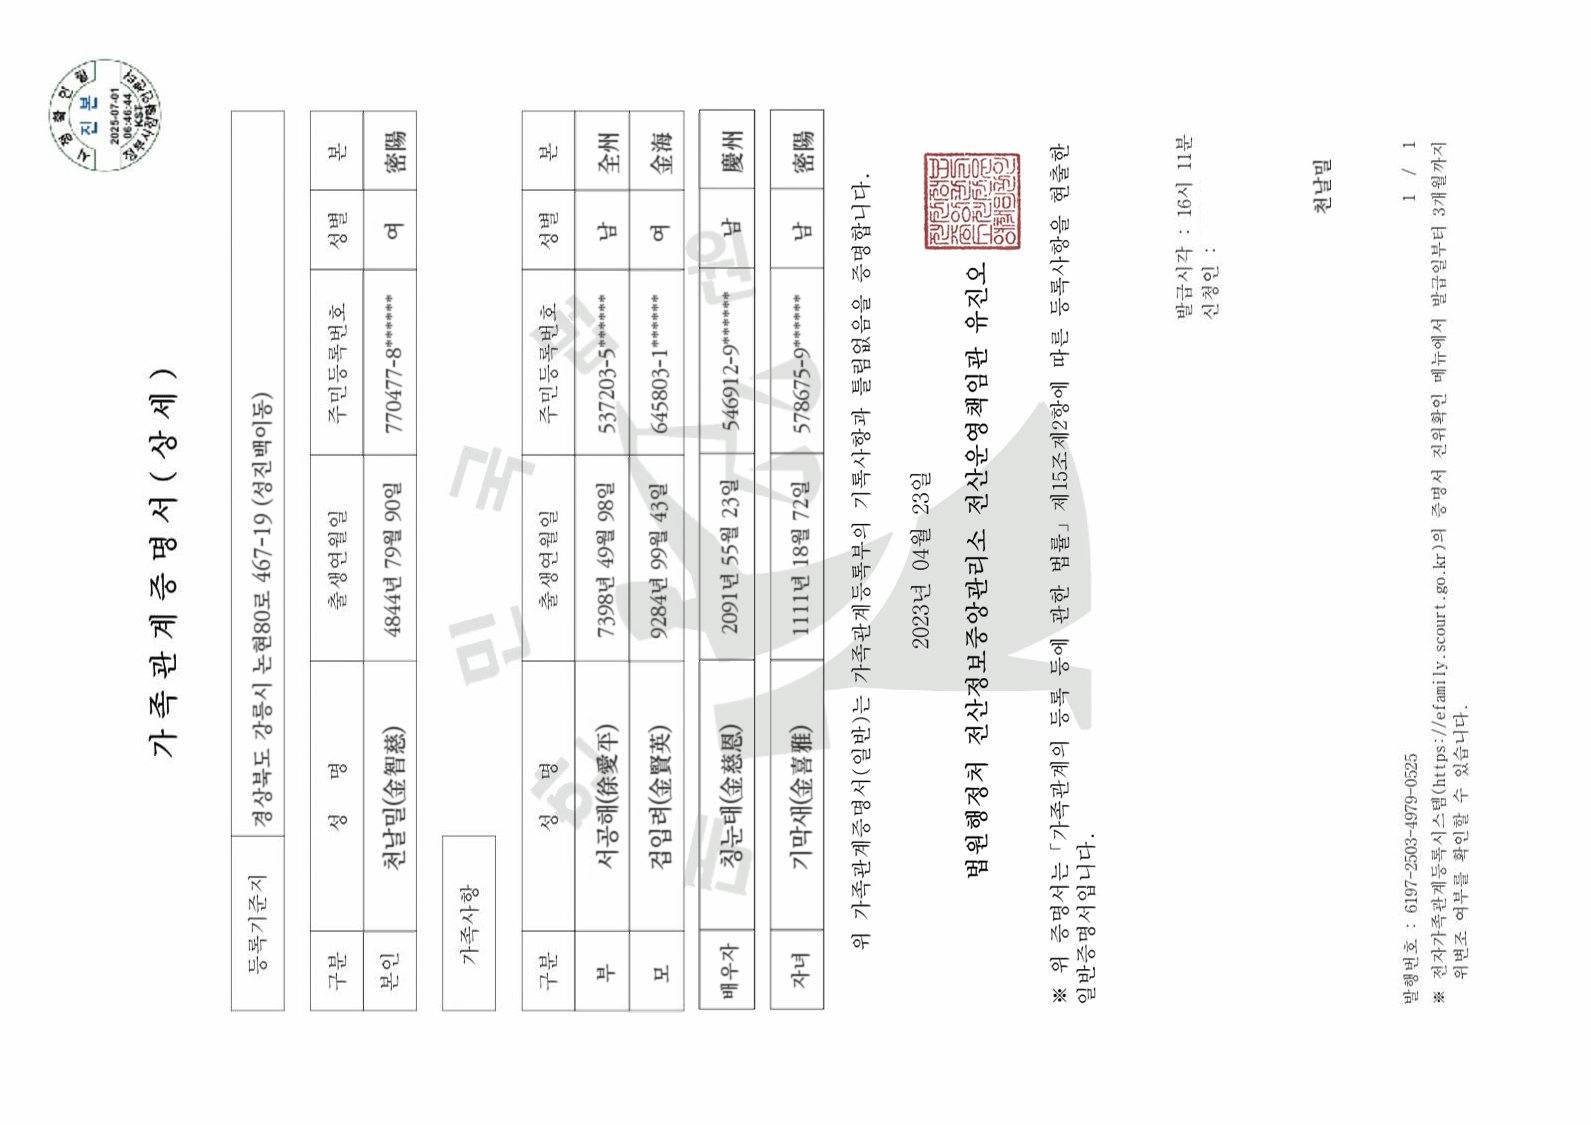 시점확인필
진본
2025-07-01
06:46:44
KST
가족관계증명서(상세)
등록기준지 경상북도 강릉시 논현80로 467-19 (성진백이동)
구분 성 명 출생연월일 주민등록번호 성별 본
본인 천날밀(金智慈) 4844년 79월 90일 770477-8****** 여 密陽
가족사항
구분 성 명 출생연월일 주민등록번호 성별 본
부 서공해(徐愛平) 7398년 49월 98일 537203-5****** 남 全州
모 검임려(金賢英) 9284년 99월 43일 645803-1****** 여 金海
배우자 칭눈태(金慈恩) 2091년 55월 23일 546912-9****** 남 慶州
자녀 기막새(金喜雅) 1111년 18월 72일 578675-9****** 남 密陽
대한민국법원
위 가족관계증명서(일반)는 가족관계등록부의 기록사항과 틀림없음을 증명합니다.
2023년 04월 23일
법원행정처 전산정보중앙관리소 전산운영책임관 유진오
※ 위 증명서는「가족관계의 등록 등에 관한 법률」제15조제2항에 따른 등록사항을 현출한
일반증명서입니다.
발급시각 : 16시 11분
신청인 :
천날밀
발행번호 : 6197-2503-4979-0525 1 / 1
※ 전자가족관계등록시스템(https://efamily.scourt.go.kr)의 증명서 진위확인 메뉴에서 발급일부터 3개월까지
위변조 여부를 확인할 수 있습니다.